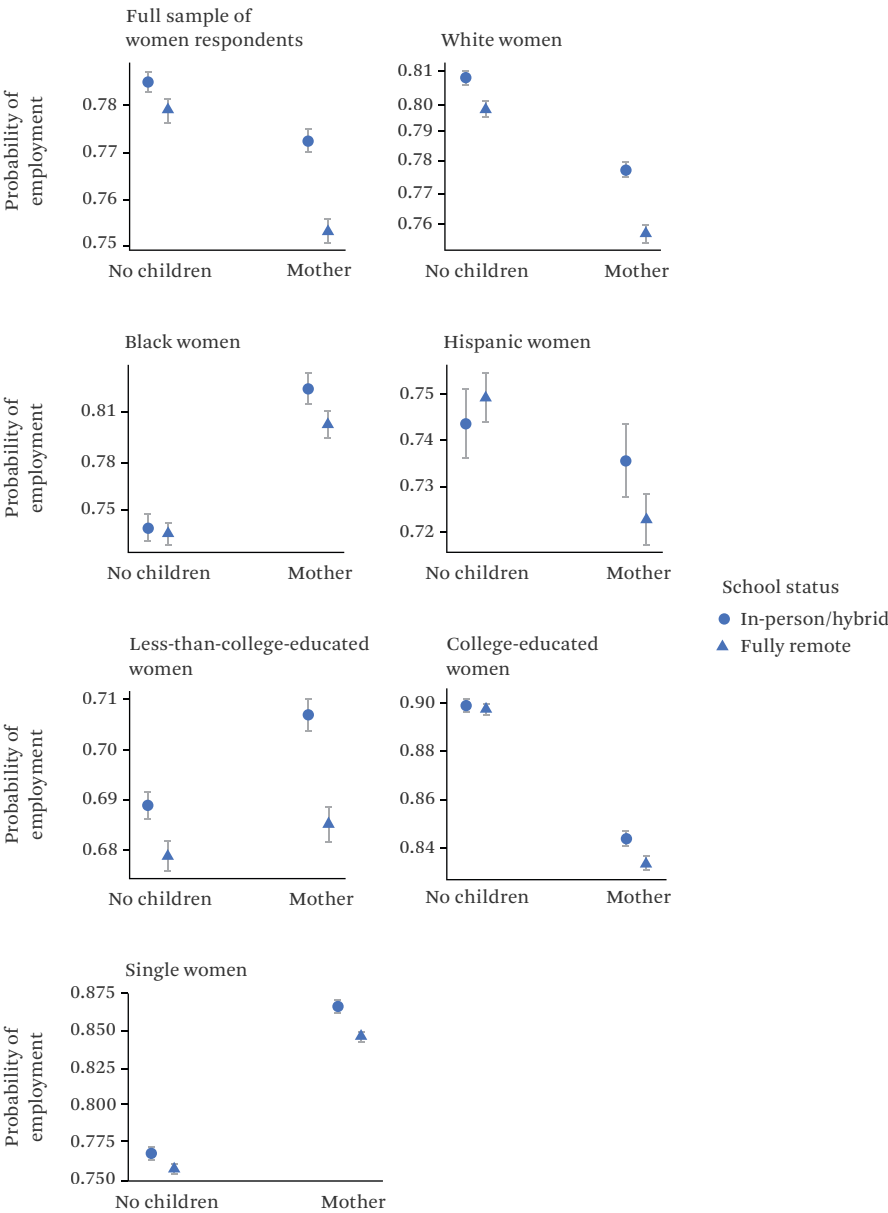 Full sample of
women respondents
Probability of
employment
0.78
0.77
0.76
0.75
No children
Mother
White women
0.81
0.80
0.79
0.78
0.77
0.76
No children
Mother
Black women
Probability of
employment
0.81
0.78
0.75
No children
Mother
Hispanic women
0.75
0.74
0.73
0.72
No children
Mother
School status
In-person/hybrid
Fully remote
Less-than-college-educated
women
Probability of
employment
0.71
0.70
0.69
0.68
No children
Mother
College-educated
women
0.90
0.88
0.86
0.84
No children
Mother
Single women
Probability of
employment
0.875
0.850
0.825
0.800
0.775
0.750
No children
Mother